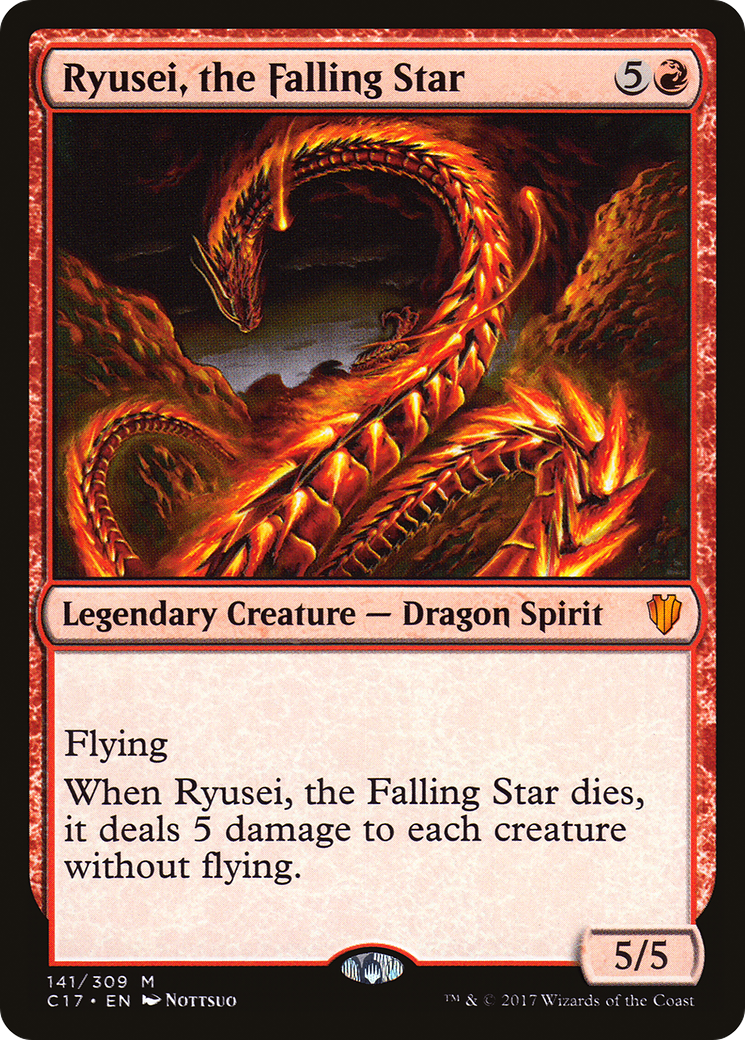 Ryusei, the Falling Star 5
Legendary Creature — Dragon Spirit
Flying
When Ryusei, the Falling Star dies,
it deals 5 damage to each creature
without flying.
5/5
141/309 M
C17 • EN Nottsuo
™ & © 2017 Wizards of the Coast